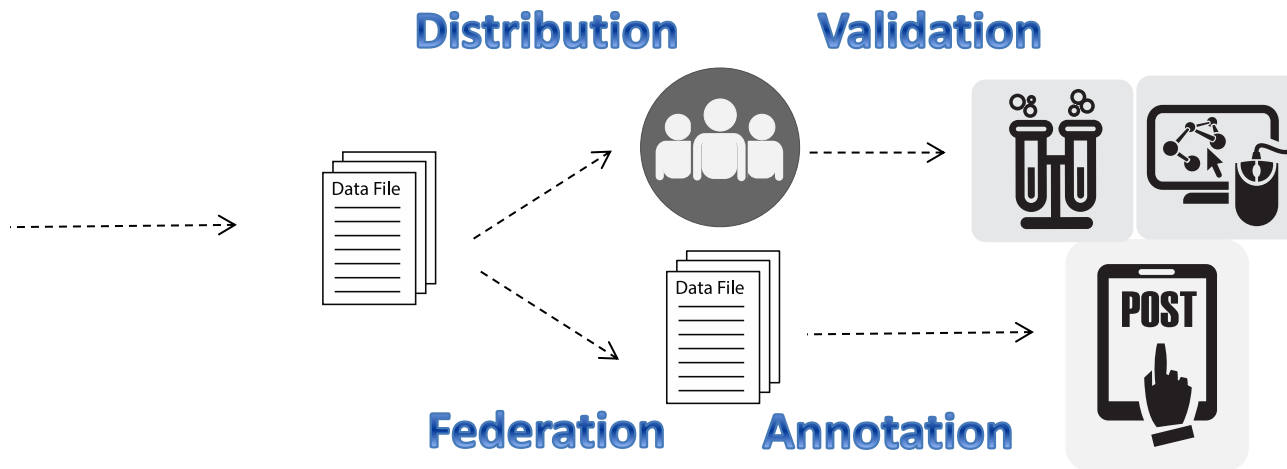 Distribution
Validation
Data File
Data File
POST
Federation
Annotation